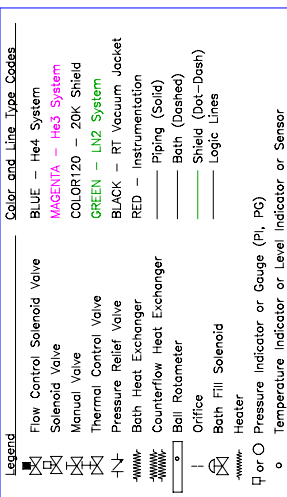 Legend
Flow Control Solenoid Valve
Solenoid Valve
Manual Valve
Thermal Control Valve
Pressure Relief Valve
Bath Heat Exchanger
Counterflow Heat Exchanger
Ball Rotameter
Orifice
Bath Fill Solenoid
Heater
or Pressure Indicator or Gauge (PI, PG)
Temperature Indicator or Level Indicator or Sensor
Color and Line Type Codes
BLUE – He4 System
MAGENTA – He3 System
COLOR120 – 20K Shield
GREEN – LN2 System
BLACK – RT Vacuum Jacket
RED – Instrumentation
Piping (Solid)
Bath (Dashed)
Shield (Dot–Dash)
Logic Lines